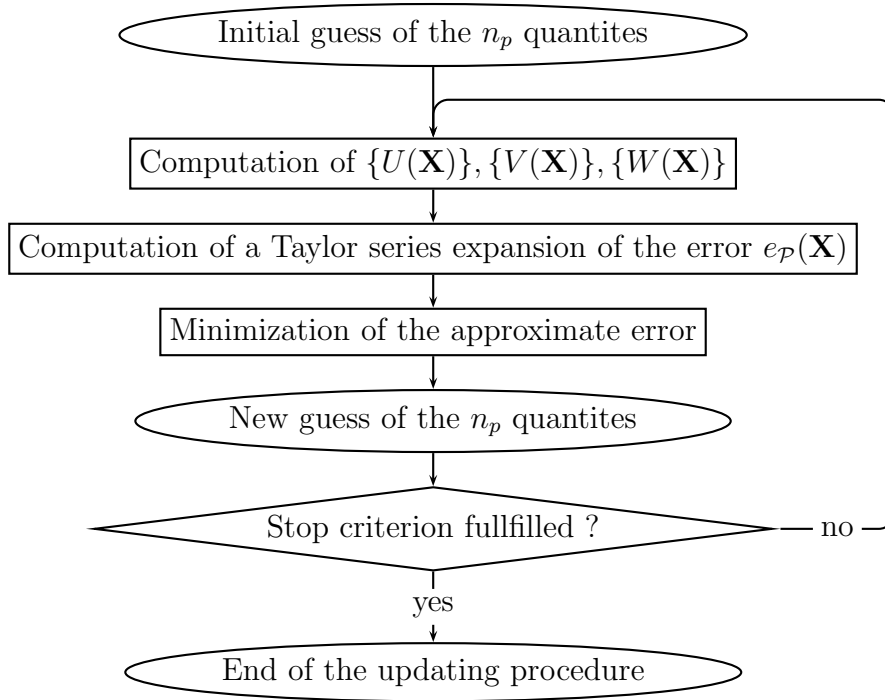 Initial guess of the $n_p$ quantites
Computation of $\{U(\mathbf{X})\}, \{V(\mathbf{X})\}, \{W(\mathbf{X})\}$
Computation of a Taylor series expansion of the error $e_{\mathcal{P}}(\mathbf{X})$
Minimization of the approximate error
New guess of the $n_p$ quantites
Stop criterion fullfilled ?
no
yes
End of the updating procedure